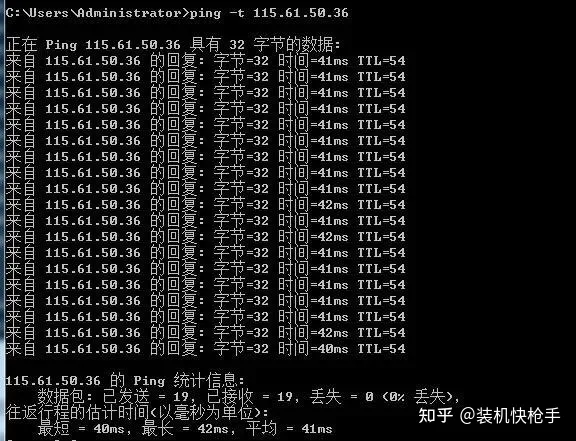 C:\Users\Administrator>ping -t 115.61.50.36
正在 Ping 115.61.50.36 具有 32 字节的数据:
来自 115.61.50.36 的回复: 字节=32 时间=41ms TTL=54
来自 115.61.50.36 的回复: 字节=32 时间=41ms TTL=54
来自 115.61.50.36 的回复: 字节=32 时间=41ms TTL=54
来自 115.61.50.36 的回复: 字节=32 时间=41ms TTL=54
来自 115.61.50.36 的回复: 字节=32 时间=41ms TTL=54
来自 115.61.50.36 的回复: 字节=32 时间=41ms TTL=54
来自 115.61.50.36 的回复: 字节=32 时间=41ms TTL=54
来自 115.61.50.36 的回复: 字节=32 时间=41ms TTL=54
来自 115.61.50.36 的回复: 字节=32 时间=41ms TTL=54
来自 115.61.50.36 的回复: 字节=32 时间=42ms TTL=54
来自 115.61.50.36 的回复: 字节=32 时间=41ms TTL=54
来自 115.61.50.36 的回复: 字节=32 时间=42ms TTL=54
来自 115.61.50.36 的回复: 字节=32 时间=41ms TTL=54
来自 115.61.50.36 的回复: 字节=32 时间=41ms TTL=54
来自 115.61.50.36 的回复: 字节=32 时间=41ms TTL=54
来自 115.61.50.36 的回复: 字节=32 时间=41ms TTL=54
来自 115.61.50.36 的回复: 字节=32 时间=41ms TTL=54
来自 115.61.50.36 的回复: 字节=32 时间=42ms TTL=54
来自 115.61.50.36 的回复: 字节=32 时间=40ms TTL=54
115.61.50.36 的 Ping 统计信息:
数据包: 已发送 = 19, 已接收 = 19, 丢失 = 0 (0% 丢失),
往返行程的估计时间(以毫秒为单位):
最短 = 40ms, 最长 = 42ms, 平均 = 41ms
知乎 @装机快枪手